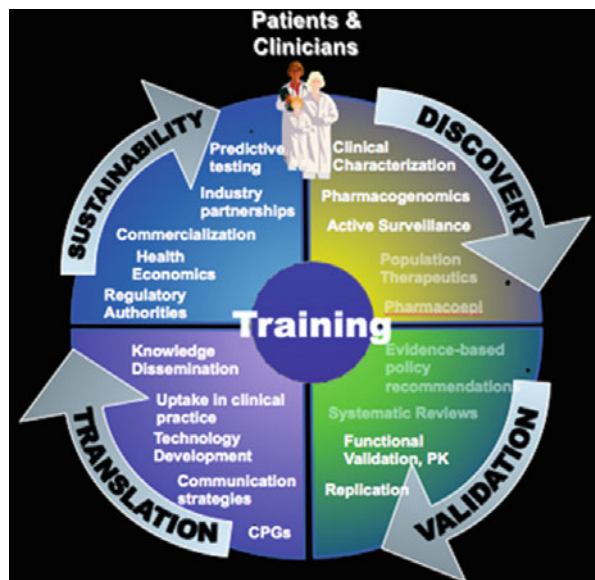 Patients &
Clinicians
DISCOVERY
Clinical
Characterization
Pharmacogenomics
Active Surveillance
Population
Therapeutics
Pharmacoepi
VALIDATION
Evidence-based
policy
recommendation
Systematic Reviews
Functional
Validation, PK
Replication
TRANSLATION
Knowledge
Dissemination
Uptake in clinical
practice
Technology
Development
Communication
strategies
CPGs
SUSTAINABILITY
Predictive
testing
Industry
partnerships
Commercialization
Health
Economics
Regulatory
Authorities
Training